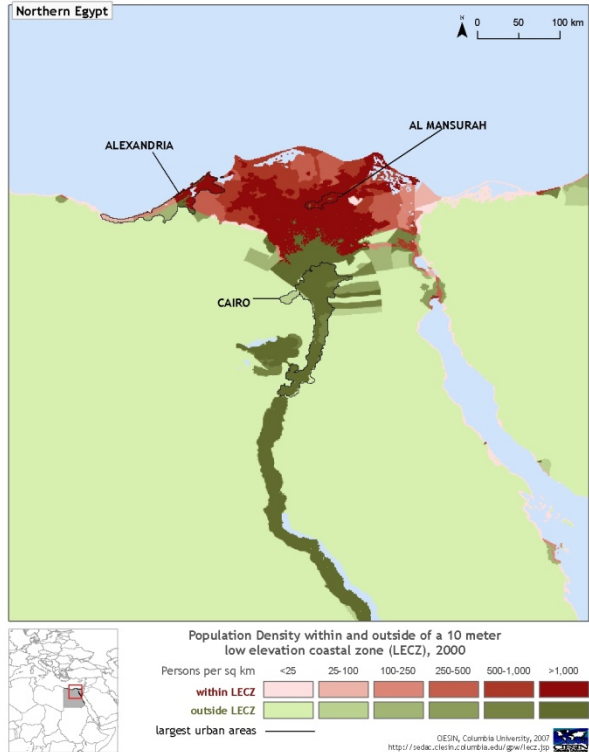 Northern Egypt
N
0 50 100 km
AL MANSURAH
ALEXANDRIA
CAIRO
Population Density within and outside of a 10 meter
low elevation coastal zone (LECZ), 2000
Persons per sq km <25 25-100 100-250 250-500 500-1,000 >1,000
within LECZ
outside LECZ
largest urban areas
CIESIN, Columbia University, 2007
http://sedac.ciesin.columbia.edu/gpw/lecz.jsp